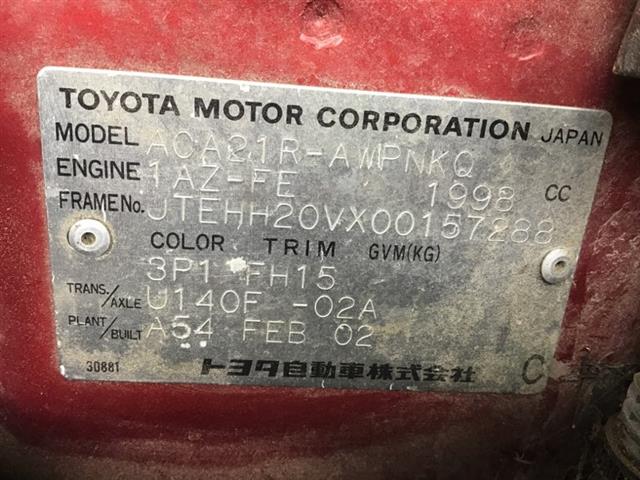 TOYOTA MOTOR CORPORATION JAPAN
MODEL ACA21R-AWPNKQ
ENGINE 1AZ-FE 1998 CC
FRAME No. JTEHH20VX00157288
COLOR TRIM GVM(KG)
3P1 FH15
TRANS./AXLE U140F -02A
PLANT/BUILT A54 FEB 02
30881 トヨタ自動車株式会社 C